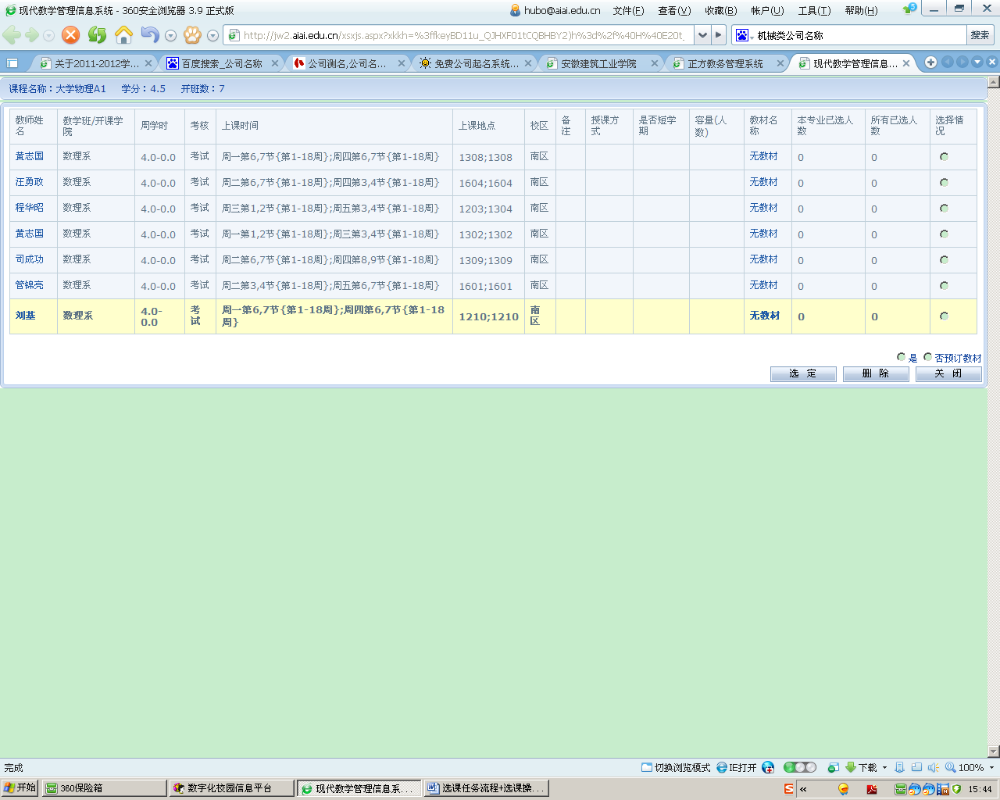 现代教学管理信息系统 - 360安全浏览器 3.9 正式版 hubo@aiai.edu.cn 文件(F) 查看(V) 收藏(B) 帐户(U) 工具(T) 帮助(H) 5
http://jw2.aiai.edu.cn/xsxjs.aspx?xkkh=%3ffkeyBD11u_QJHXF01tCQBHBY2)h%3d%2f%40H%40E20t_ 机械类公司名称 搜索
关于2011-2012学... 百度搜索_公司名称 公司测名,公司名... 免费公司起名系统... 安徽建筑工业学院 正方教务管理系统 现代教学管理信息...
课程名称：大学物理A1 学分：4.5 开班数：7
教师姓名 教学班/开课学院 周学时 考核 上课时间 上课地点 校区 备注 授课方式 是否短学期 容量(人数) 教材名称 本专业已选人数 所有已选人数 选择情况
黄志国 数理系 4.0-0.0 考试 周一第6,7节{第1-18周};周四第6,7节{第1-18周} 1308;1308 南区 无教材 0 0
汪勇政 数理系 4.0-0.0 考试 周二第6,7节{第1-18周};周四第3,4节{第1-18周} 1604;1604 南区 无教材 0 0
程华昭 数理系 4.0-0.0 考试 周三第1,2节{第1-18周};周五第3,4节{第1-18周} 1203;1304 南区 无教材 0 0
黄志国 数理系 4.0-0.0 考试 周一第1,2节{第1-18周};周三第3,4节{第1-18周} 1302;1302 南区 无教材 0 0
司成功 数理系 4.0-0.0 考试 周二第6,7节{第1-18周};周四第8,9节{第1-18周} 1309;1309 南区 无教材 0 0
管锦亮 数理系 4.0-0.0 考试 周二第3,4节{第1-18周};周五第6,7节{第1-18周} 1601;1601 南区 无教材 0 0
刘基 数理系 4.0-0.0 考试 周一第6,7节{第1-18周};周四第6,7节{第1-18周} 1210;1210 南区 无教材 0 0
是 否预订教材
选 定 删 除 关 闭
完成 切换浏览模式 IE打开 下载 100%
开始 360保险箱 数字化校园信息平台 现代教学管理信息系... 选课任务流程+选课操... 15:44